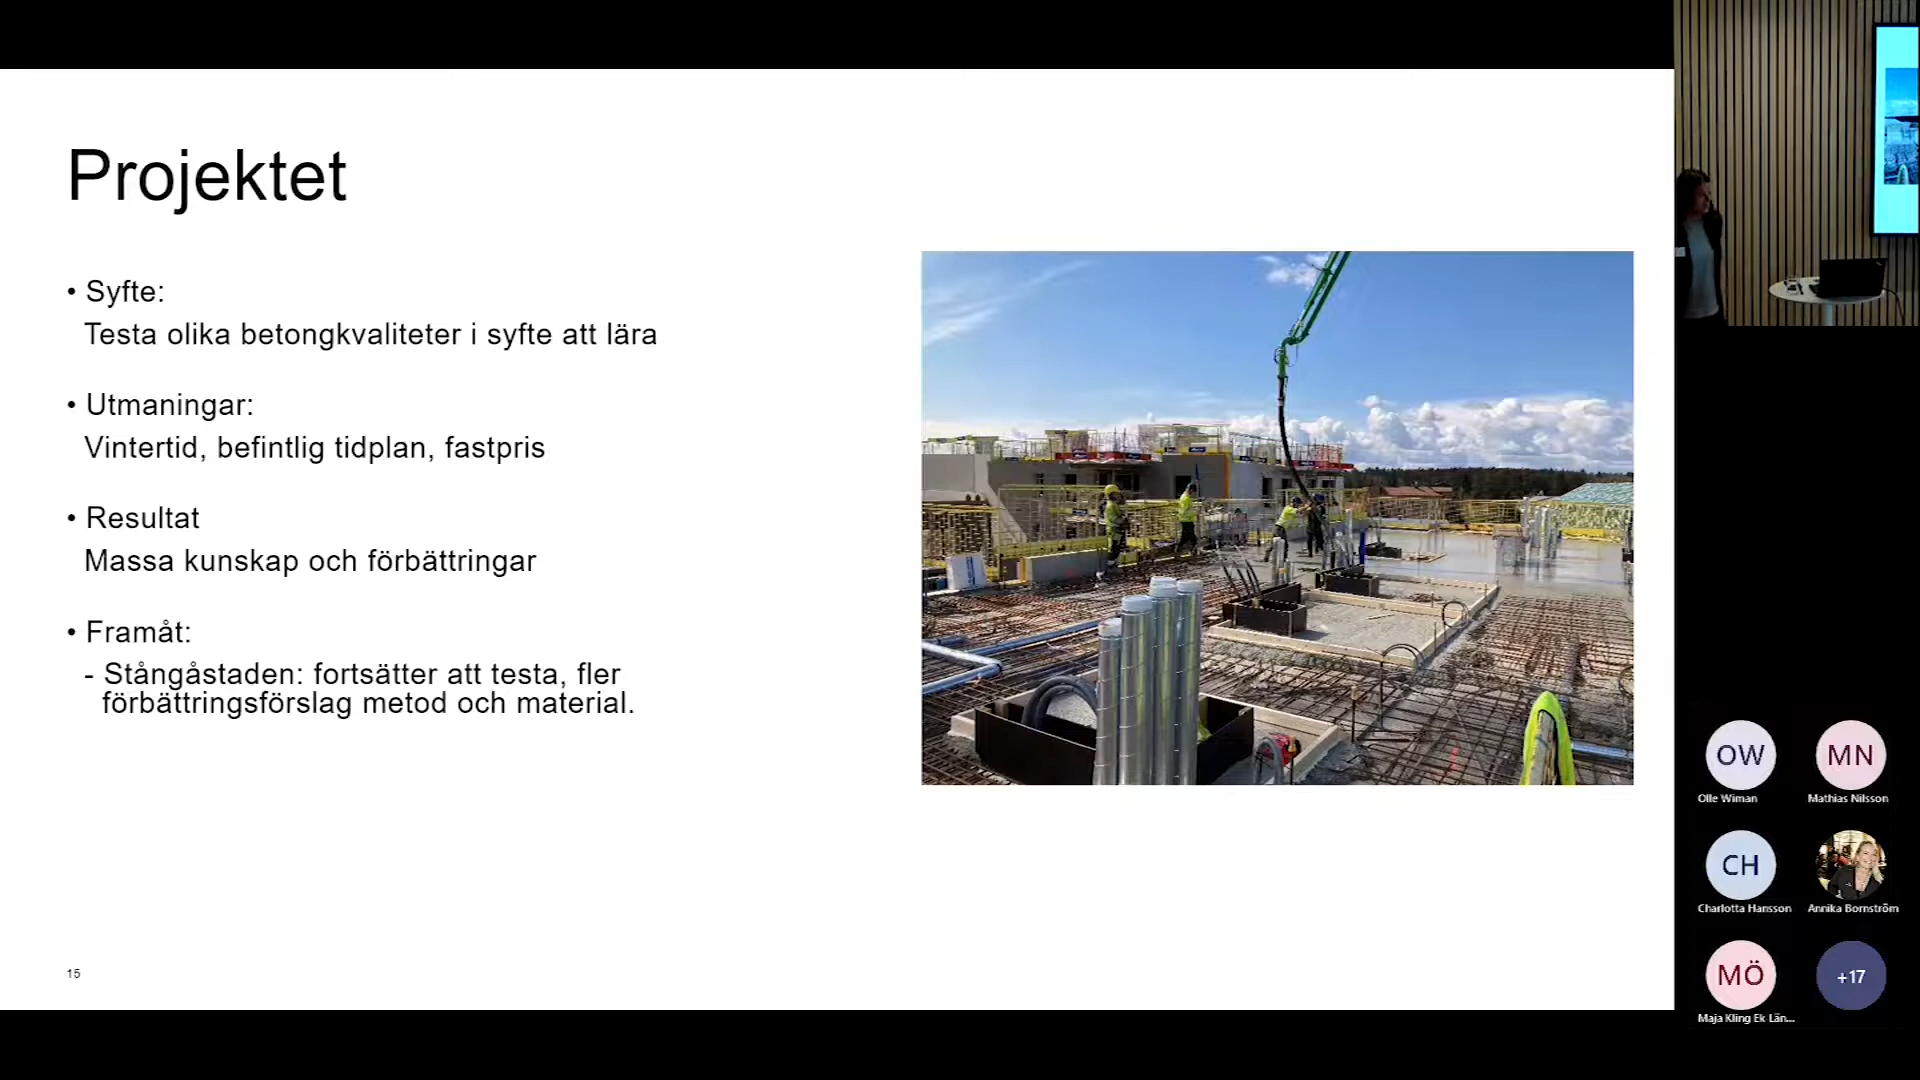 Projektet
• Syfte:
Testa olika betongkvaliteter i syfte att lära
• Utmaningar:
Vintertid, befintlig tidplan, fastpris
• Resultat
Massa kunskap och förbättringar
• Framåt:
- Stångåstaden: fortsätter att testa, fler
förbättringsförslag metod och material.
15
OW
Olle Wiman
MN
Mathias Nilsson
CH
Charlotta Hansson
Annika Bornström
MÖ
Maja Kling Ek Län...
+17